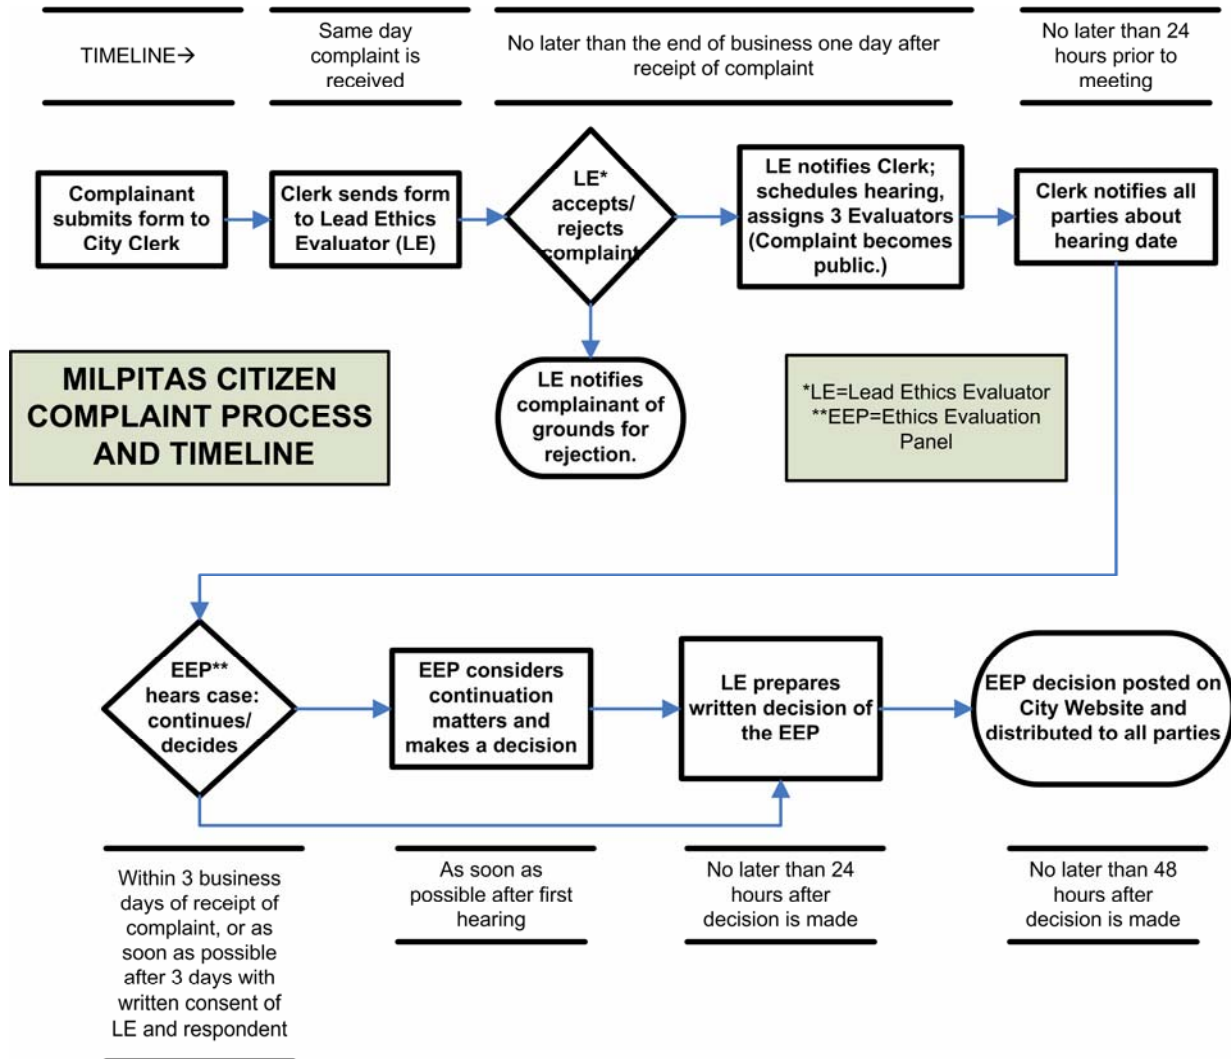 TIMELINE→
Same day
complaint is
received
No later than the end of business one day after
receipt of complaint
No later than 24
hours prior to
meeting
Complainant
submits form to
City Clerk
Clerk sends form
to Lead Ethics
Evaluator (LE)
LE*
accepts/
rejects
complaint
LE notifies Clerk;
schedules hearing,
assigns 3 Evaluators
(Complaint becomes
public.)
Clerk notifies all
parties about
hearing date
MILPITAS CITIZEN
COMPLAINT PROCESS
AND TIMELINE
LE notifies
complainant of
grounds for
rejection.
*LE=Lead Ethics Evaluator
**EEP=Ethics Evaluation
Panel
EEP**
hears case:
continues/
decides
EEP considers
continuation
matters and
makes a decision
LE prepares
written decision of
the EEP
EEP decision posted on
City Website and
distributed to all parties
Within 3 business
days of receipt of
complaint, or as
soon as possible
after 3 days with
written consent of
LE and respondent
As soon as
possible after first
hearing
No later than 24
hours after
decision is made
No later than 48
hours after
decision is made